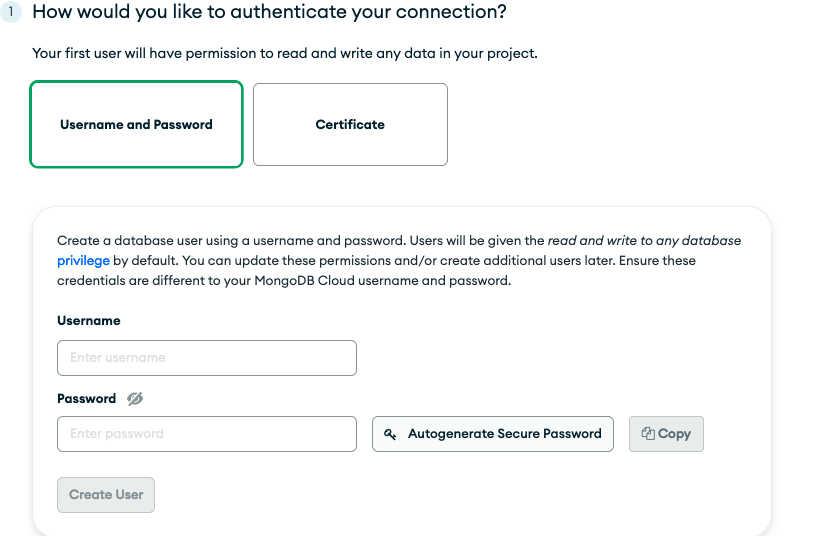 1 How would you like to authenticate your connection?
Your first user will have permission to read and write any data in your project.
Username and Password
Certificate
Create a database user using a username and password. Users will be given the read and write to any database
privilege by default. You can update these permissions and/or create additional users later. Ensure these
credentials are different to your MongoDB Cloud username and password.
Username
Enter username
Password
Enter password
Autogenerate Secure Password
Copy
Create User